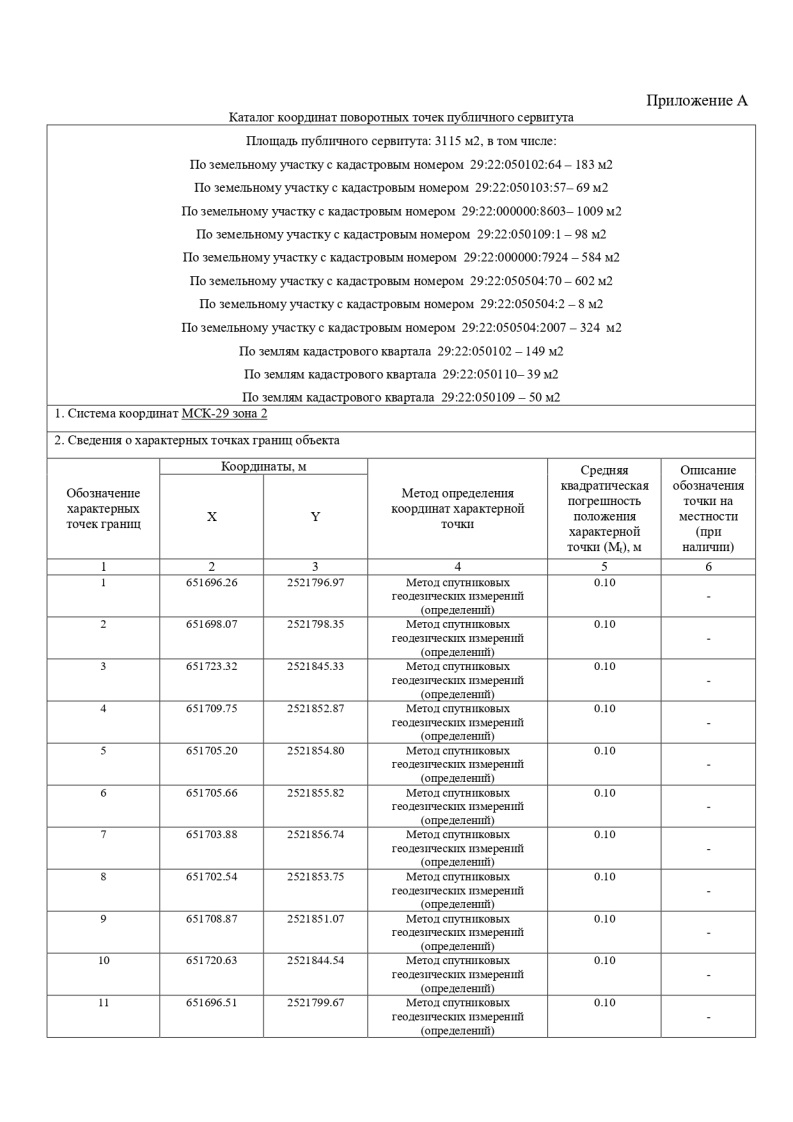 Приложение А
Каталог координат поворотных точек публичного сервитута
Площадь публичного сервитута: 3115 м2, в том числе:
По земельному участку с кадастровым номером 29:22:050102:64 – 183 м2
По земельному участку с кадастровым номером 29:22:050103:57– 69 м2
По земельному участку с кадастровым номером 29:22:000000:8603– 1009 м2
По земельному участку с кадастровым номером 29:22:050109:1 – 98 м2
По земельному участку с кадастровым номером 29:22:000000:7924 – 584 м2
По земельному участку с кадастровым номером 29:22:050504:70 – 602 м2
По земельному участку с кадастровым номером 29:22:050504:2 – 8 м2
По земельному участку с кадастровым номером 29:22:050504:2007 – 324 м2
По землям кадастрового квартала 29:22:050102 – 149 м2
По землям кадастрового квартала 29:22:050110– 39 м2
По землям кадастрового квартала 29:22:050109 – 50 м2
1. Система координат МСК-29 зона 2
2. Сведения о характерных точках границ объекта
Обозначение
характерных
точек границ
Координаты, м
X
Y
Метод определения
координат характерной
точки
Средняя
квадратическая
погрешность
положения
характерной
точки (Mt), м
Описание
обозначения
точки на
местности
(при
наличии)
1 2 3 4 5 6
1 651696.26 2521796.97 Метод спутниковых 0.10
геодезических измерений -
(определений)
2 651698.07 2521798.35 Метод спутниковых 0.10
геодезических измерений -
(определений)
3 651723.32 2521845.33 Метод спутниковых 0.10
геодезических измерений -
(определений)
4 651709.75 2521852.87 Метод спутниковых 0.10
геодезических измерений -
(определений)
5 651705.20 2521854.80 Метод спутниковых 0.10
геодезических измерений -
(определений)
6 651705.66 2521855.82 Метод спутниковых 0.10
геодезических измерений -
(определений)
7 651703.88 2521856.74 Метод спутниковых 0.10
геодезических измерений -
(определений)
8 651702.54 2521853.75 Метод спутниковых 0.10
геодезических измерений -
(определений)
9 651708.87 2521851.07 Метод спутниковых 0.10
геодезических измерений -
(определений)
10 651720.63 2521844.54 Метод спутниковых 0.10
геодезических измерений -
(определений)
11 651696.51 2521799.67 Метод спутниковых 0.10
геодезических измерений -
(определений)